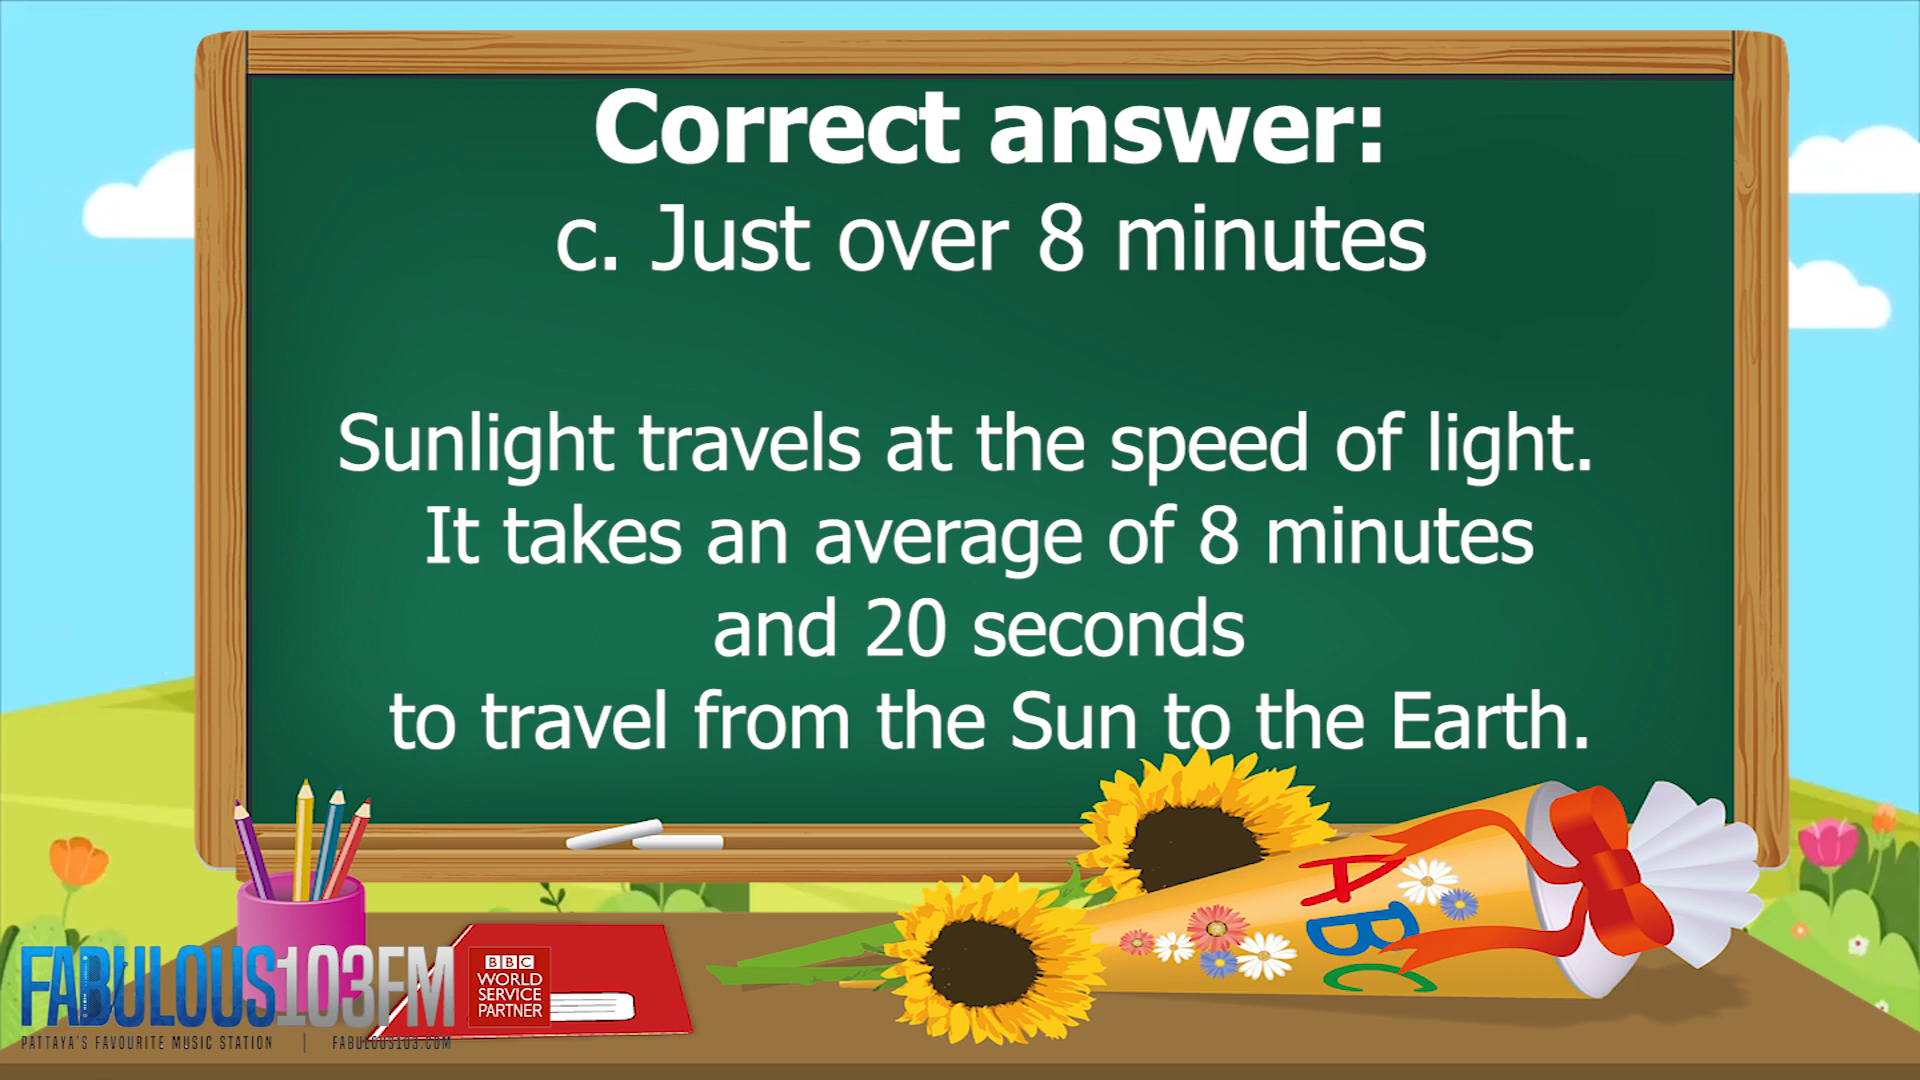 Correct answer:
c. Just over 8 minutes
Sunlight travels at the speed of light.
It takes an average of 8 minutes
and 20 seconds
to travel from the Sun to the Earth.
ABC
FABULOUS103FM
PATTAYA'S FAVOURITE MUSIC STATION | FABULOUS103.COM
BBC
WORLD
SERVICE
PARTNER